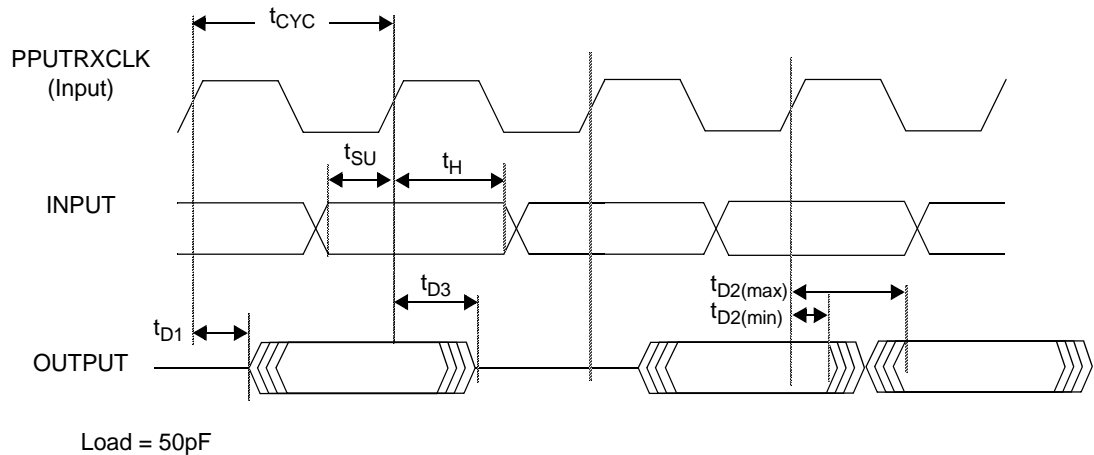 tCYC
PPUTRXCLK
(Input)
tSU
tH
INPUT
tD3
tD2(max)
tD2(min)
tD1
OUTPUT
Load = 50pF